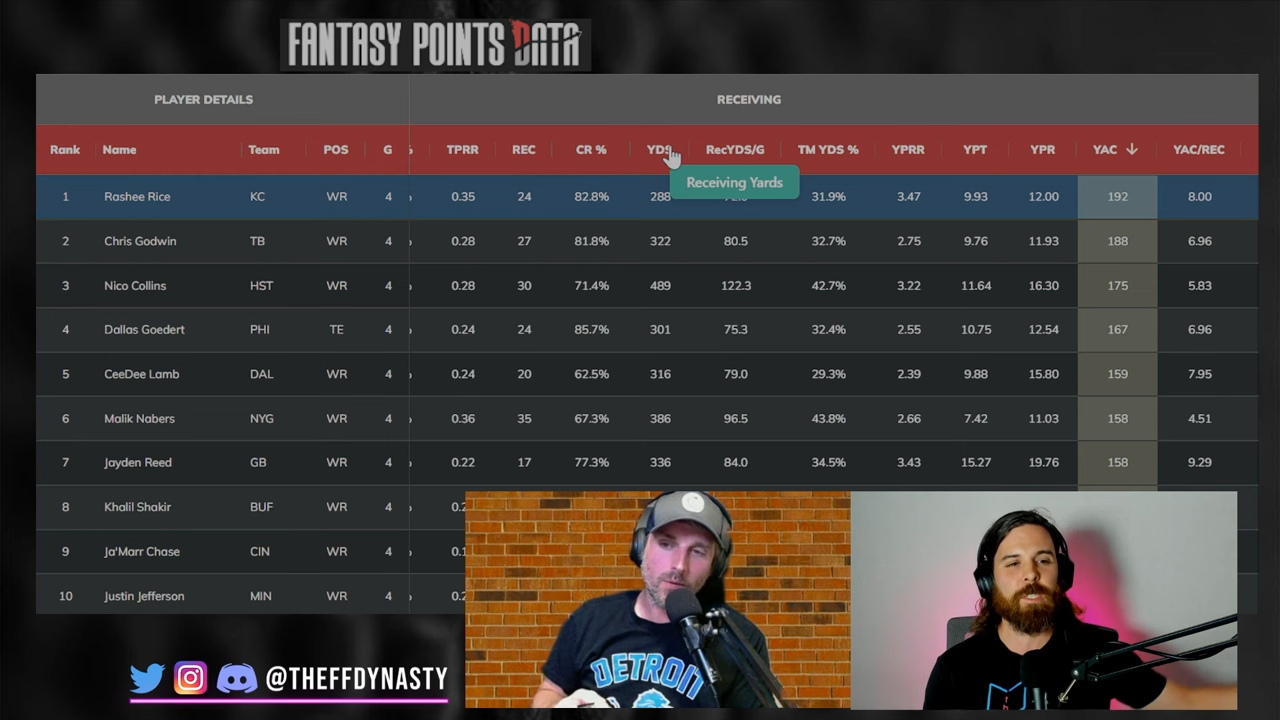 FANTASY POINTS DATA
PLAYER DETAILS RECEIVING
Rank Name Team POS G % TPRR REC CR % YDS RecYDS/G TM YDS % YPRR YPT YPR YAC ↓ YAC/REC
Receiving Yards
1 Rashee Rice KC WR 4 0.35 24 82.8% 288 31.9% 3.47 9.93 12.00 192 8.00
2 Chris Godwin TB WR 4 0.28 27 81.8% 322 80.5 32.7% 2.75 9.76 11.93 188 6.96
3 Nico Collins HST WR 4 0.28 30 71.4% 489 122.3 42.7% 3.22 11.64 16.30 175 5.83
4 Dallas Goedert PHI TE 4 0.24 24 85.7% 301 75.3 32.4% 2.55 10.75 12.54 167 6.96
5 CeeDee Lamb DAL WR 4 0.24 20 62.5% 316 79.0 29.3% 2.39 9.88 15.80 159 7.95
6 Malik Nabers NYG WR 4 0.36 35 67.3% 386 96.5 43.8% 2.66 7.42 11.03 158 4.51
7 Jayden Reed GB WR 4 0.22 17 77.3% 336 84.0 34.5% 3.43 15.27 19.76 158 9.29
8 Khalil Shakir BUF WR 4
9 Ja'Marr Chase CIN WR 4
10 Justin Jefferson MIN WR 4
DETROIT
@THEFFDYNASTY